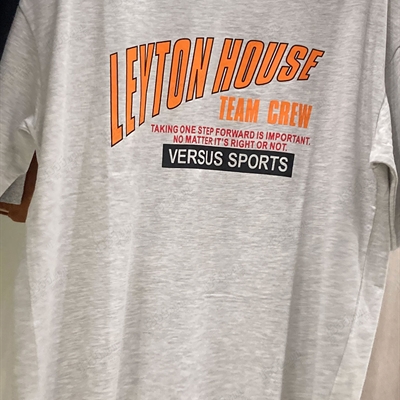 LEYTON HOUSE
TEAM CREW
TAKING ONE STEP FORWARD IS IMPORTANT.
NO MATTER IT'S RIGHT OR NOT.
VERSUS SPORTS